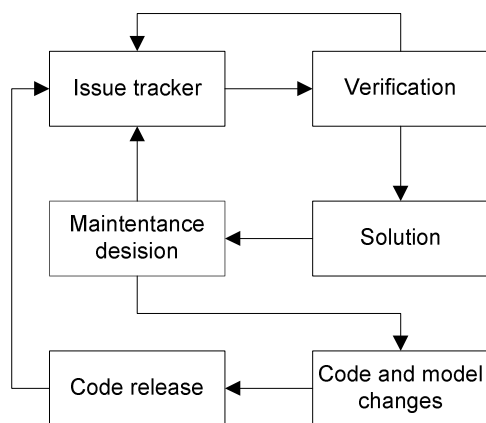 Issue tracker
Verification
Maintentance
desision
Solution
Code release
Code and model
changes